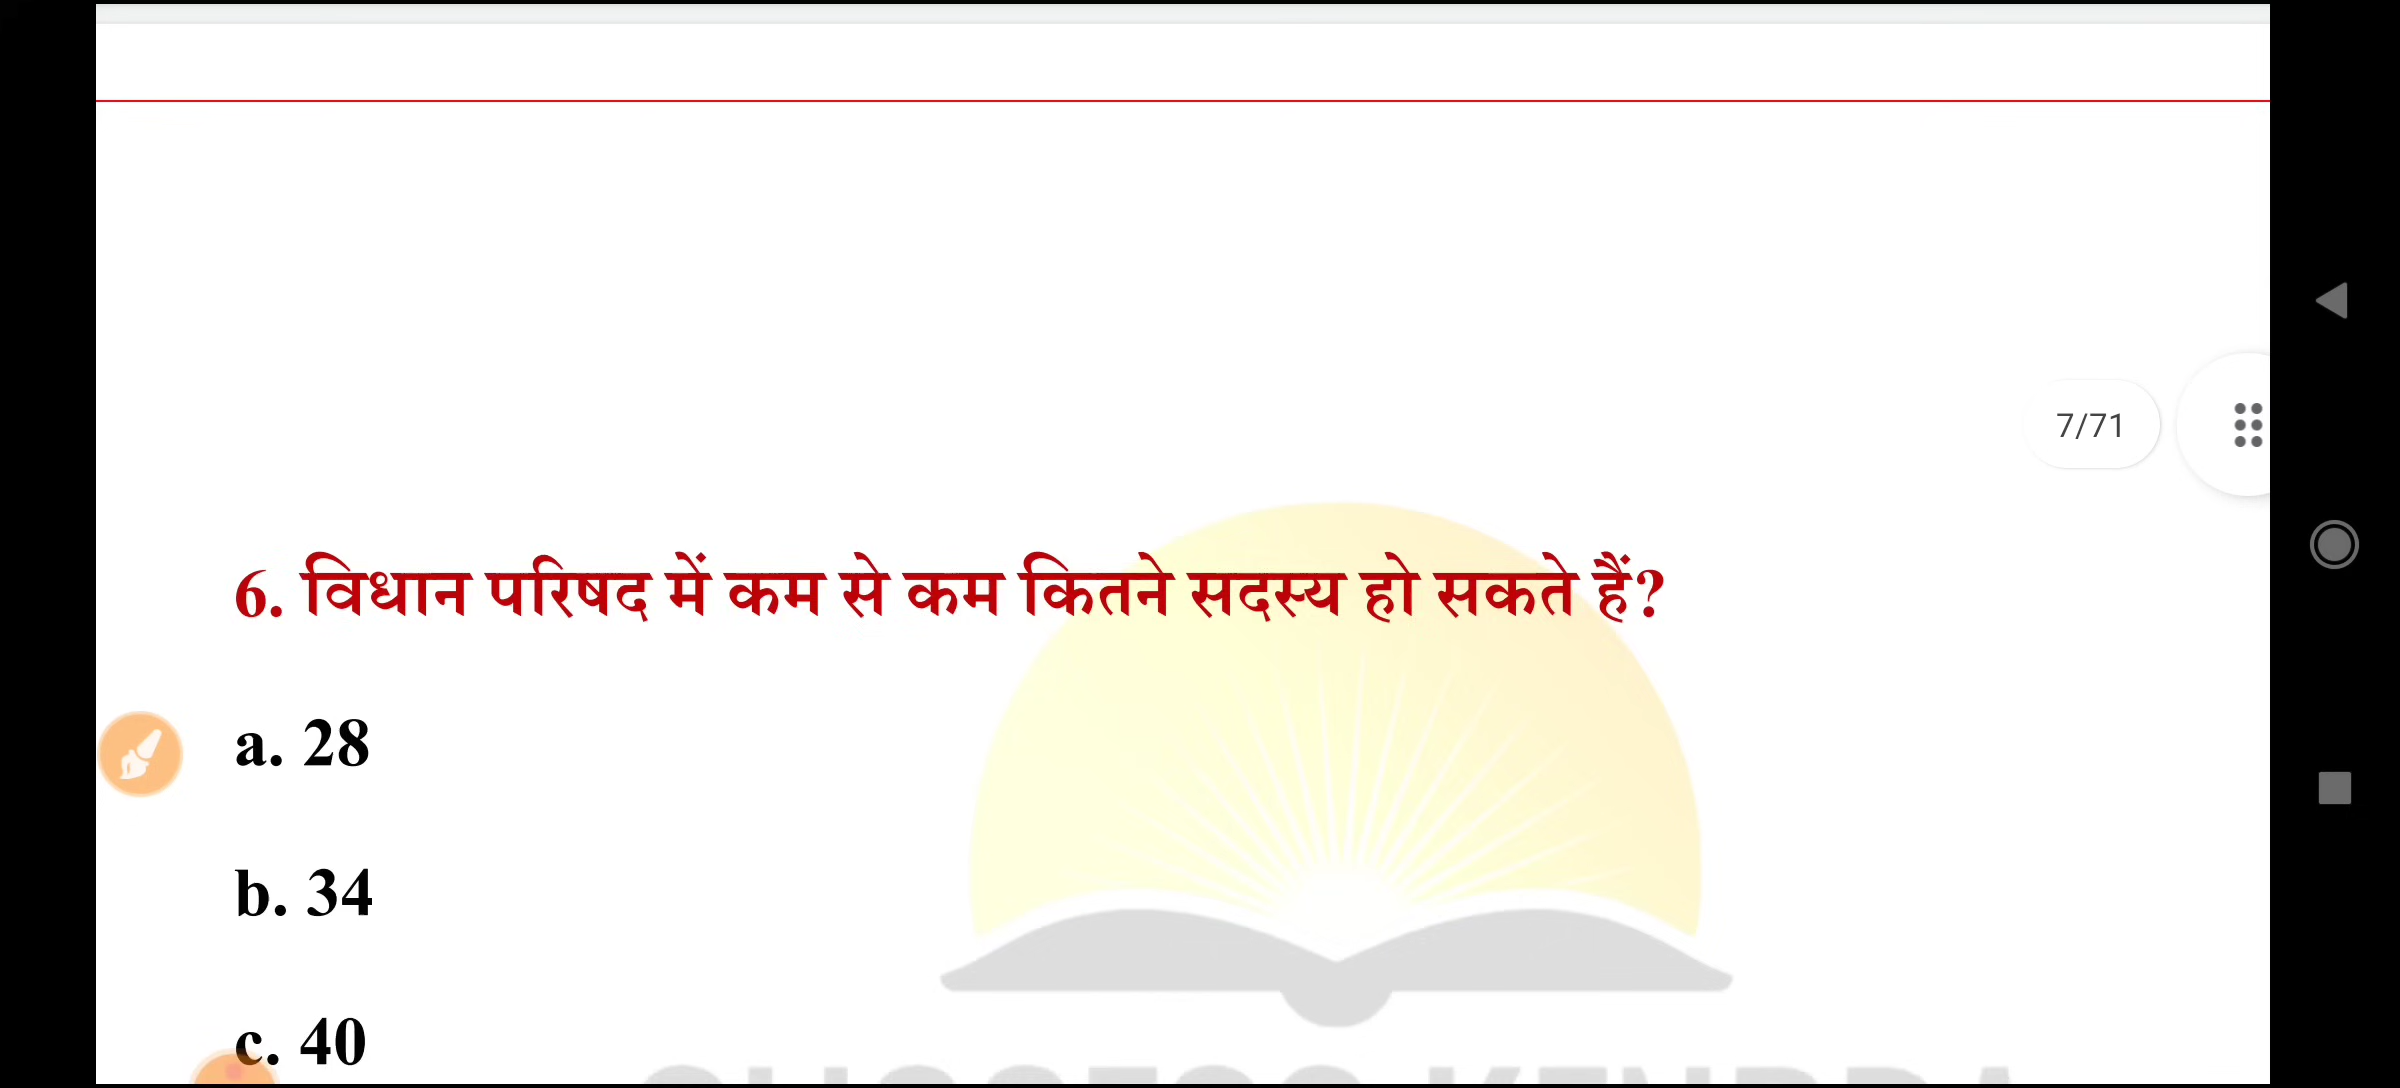 7/71
6. विधान परिषद में कम से कम कितने सदस्य हो सकते हैं?
a. 28
b. 34
c. 40